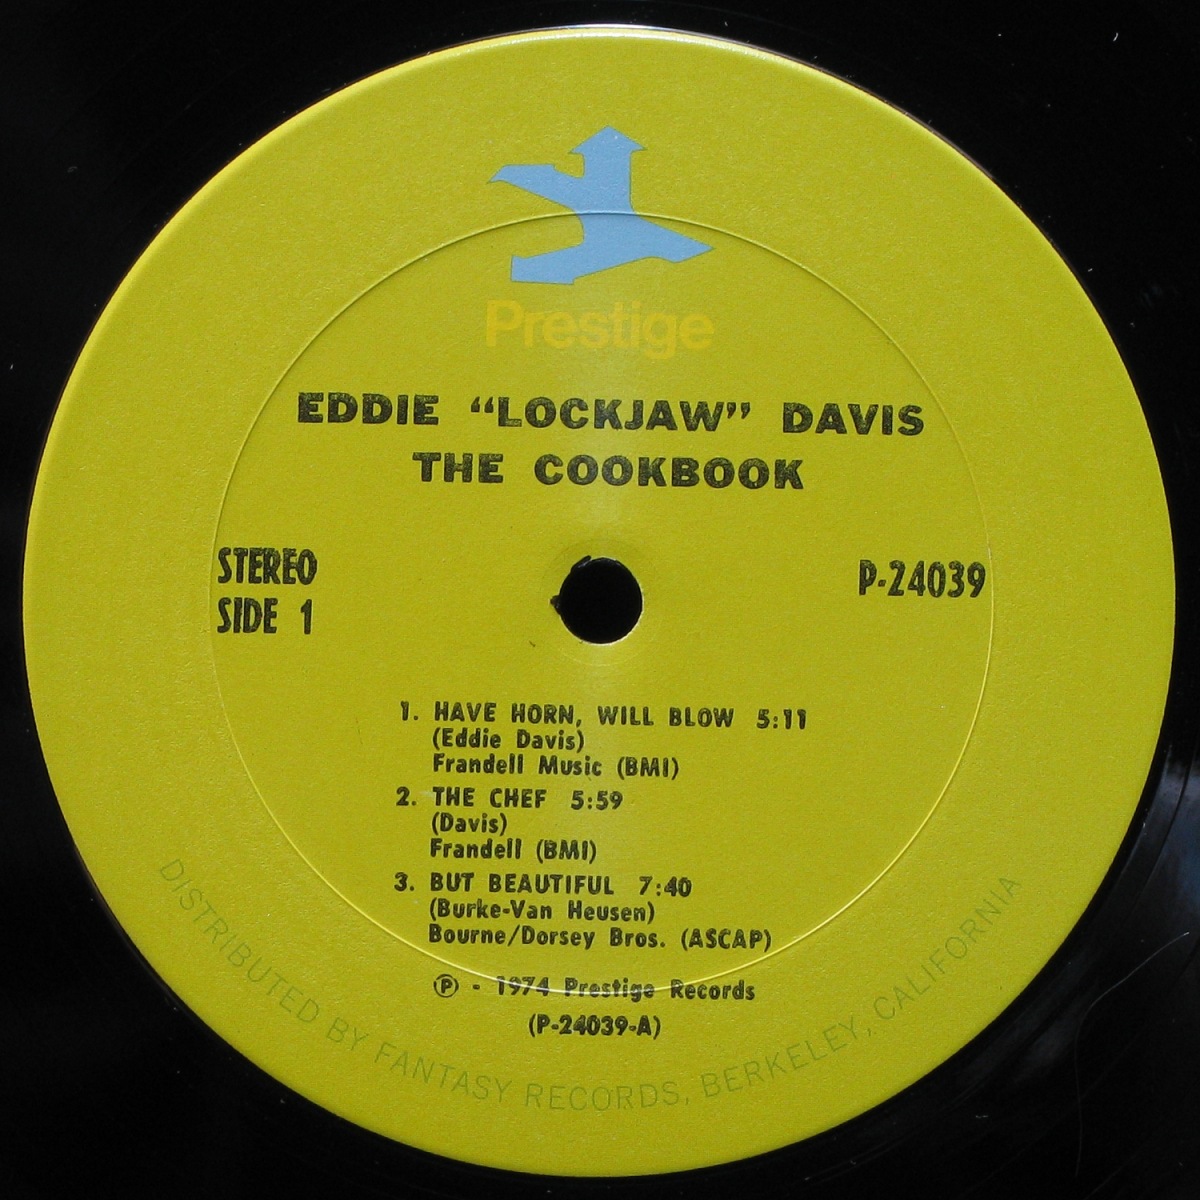 Prestige
EDDIE “LOCKJAW” DAVIS
THE COOKBOOK
STEREO
SIDE 1
P-24039
1. HAVE HORN, WILL BLOW 5:11
(Eddie Davis)
Frandell Music (BMI)
2. THE CHEF 5:59
(Davis)
Frandell (BMI)
3. BUT BEAUTIFUL 7:40
(Burke-Van Heusen)
Bourne/Dorsey Bros. (ASCAP)
Ⓟ - 1974 Prestige Records
(P-24039-A)
DISTRIBUTED BY FANTASY RECORDS, BERKELEY, CALIFORNIA